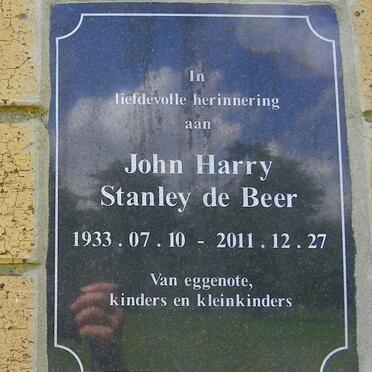 In
liefdevolle herinnering
aan
John Harry
Stanley de Beer
1933 . 07 . 10 - 2011 . 12 . 27
Van eggenote,
kinders en kleinkinders